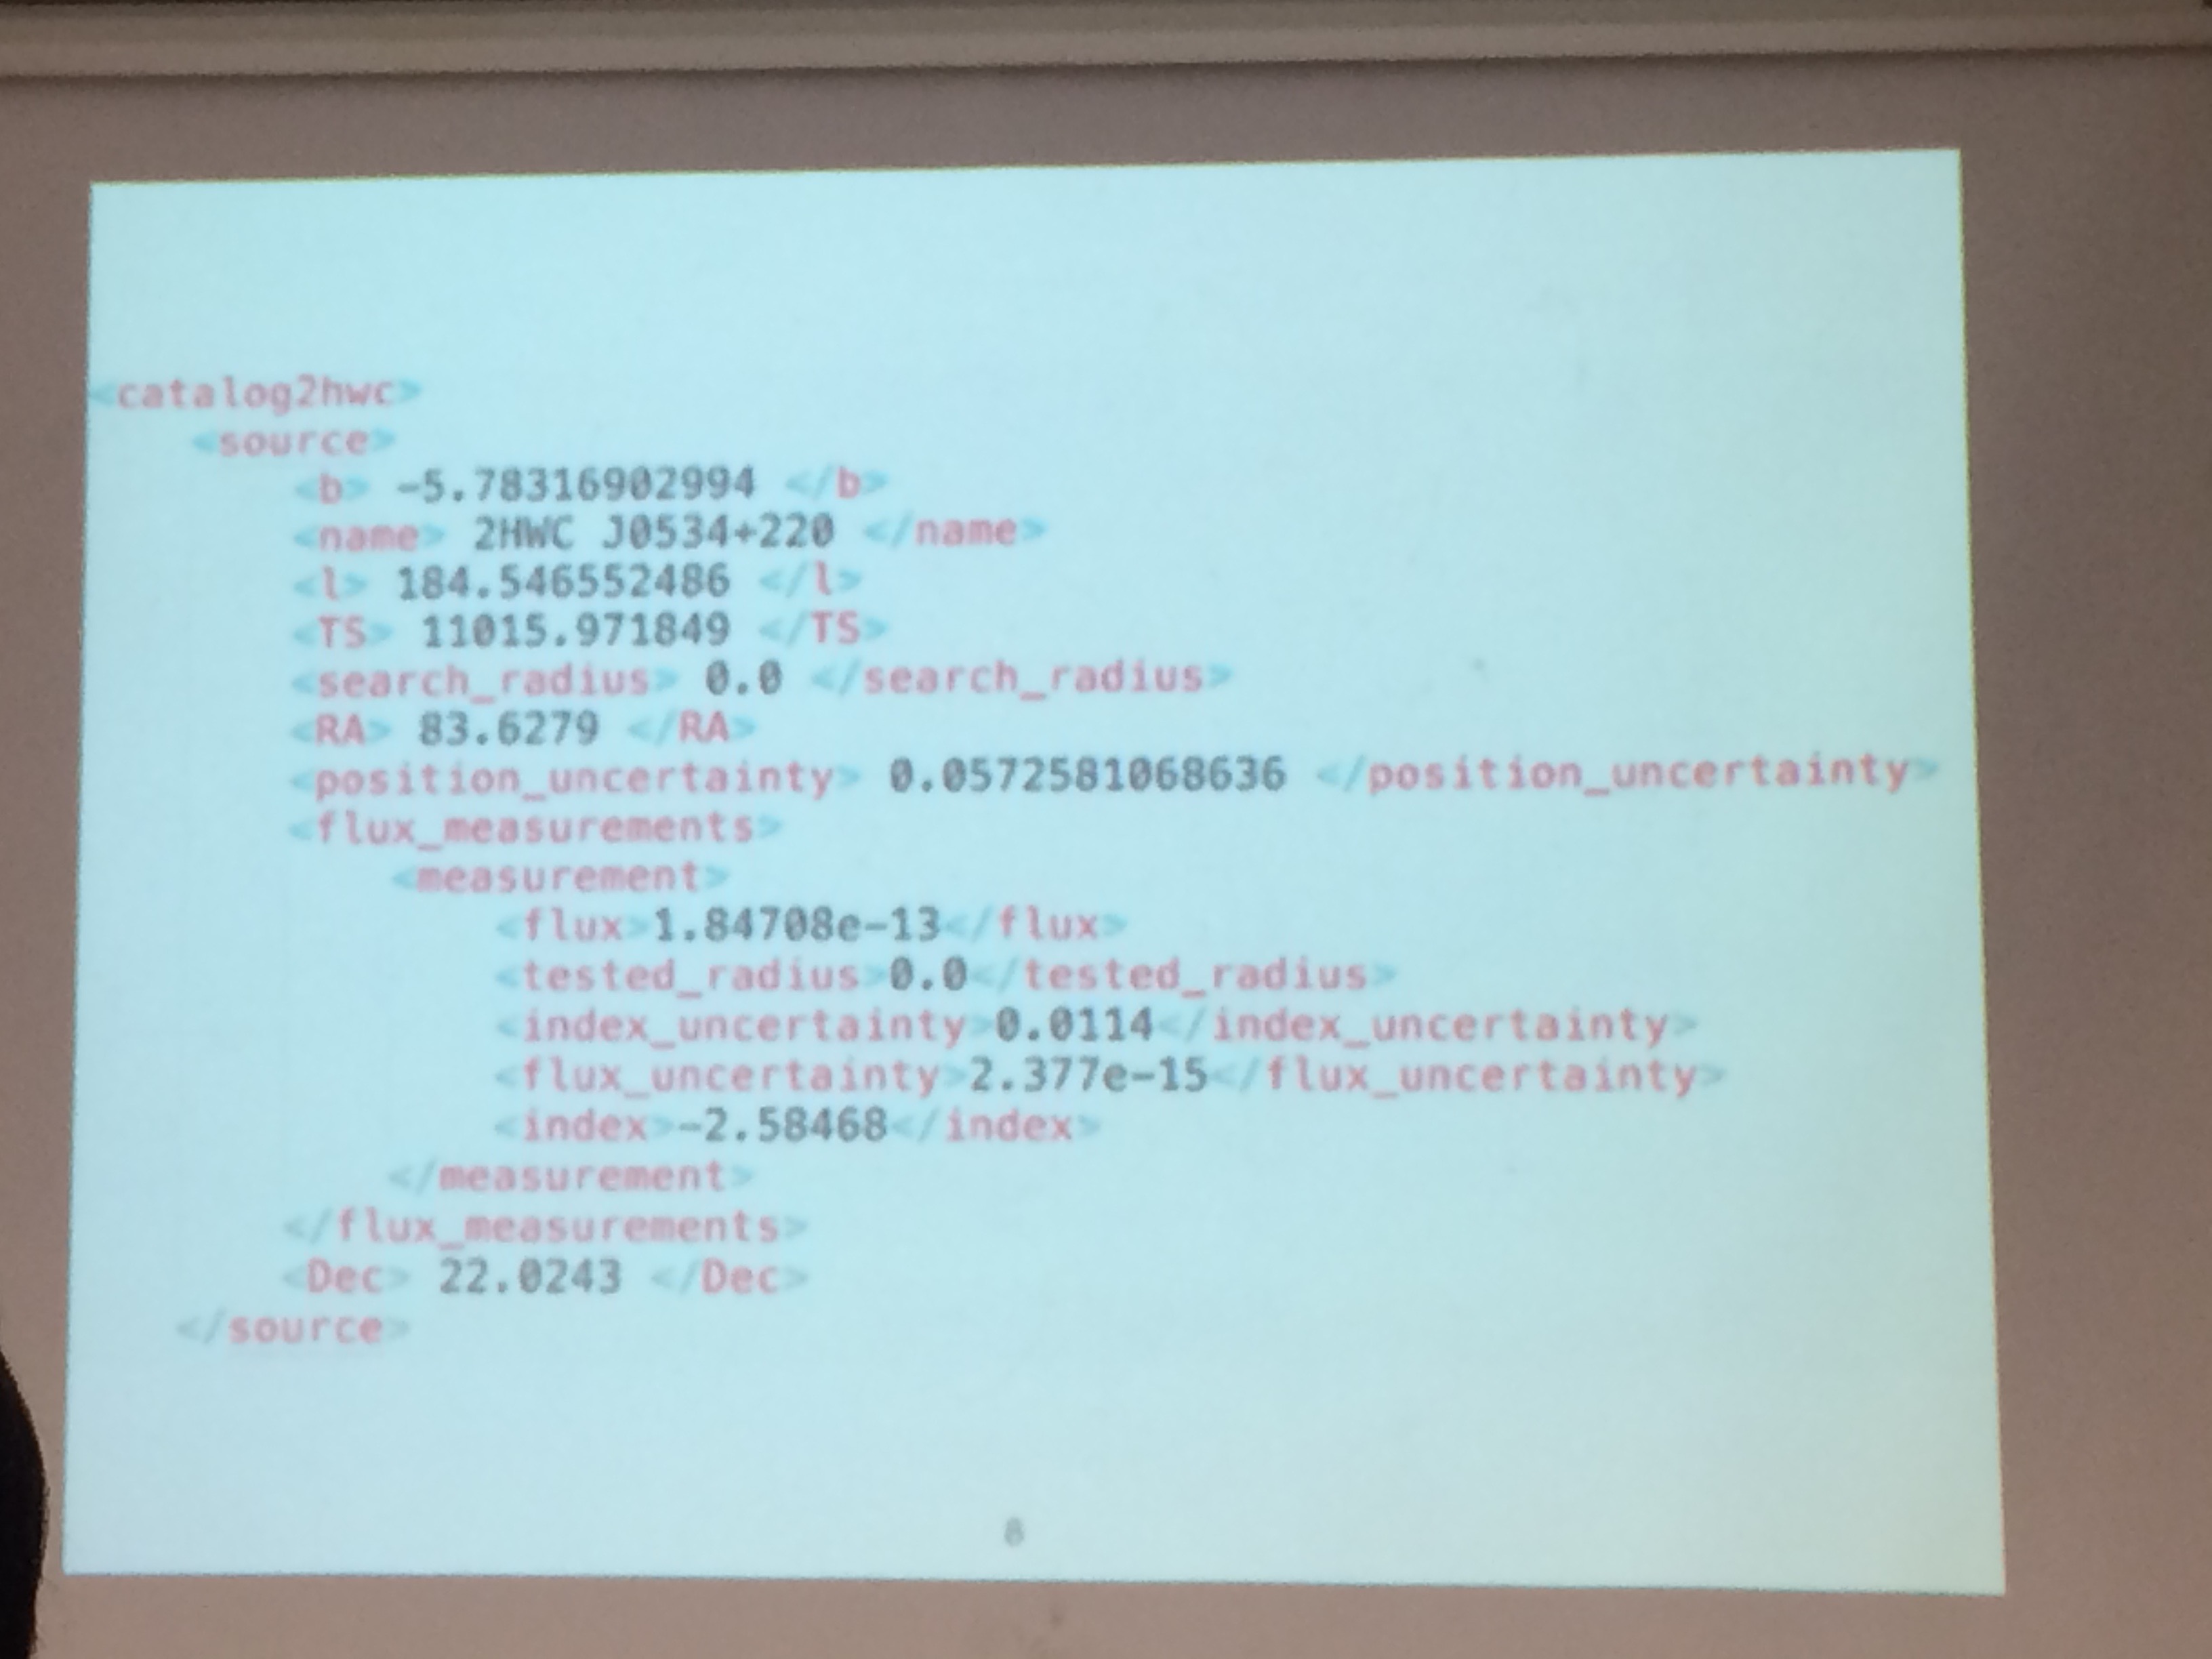 <catalog2hwc>
<source>
<b> -5.78316902994 </b>
<name> 2HWC J0534+220 </name>
<l> 184.546552486 </l>
<TS> 11015.971849 </TS>
<search_radius> 0.0 </search_radius>
<RA> 83.6279 </RA>
<position_uncertainty> 0.0572581068636 </position_uncertainty>
<flux_measurements>
<measurement>
<flux>1.84708e-13</flux>
<tested_radius>0.0</tested_radius>
<index_uncertainty>0.0114</index_uncertainty>
<flux_uncertainty>2.377e-15</flux_uncertainty>
<index>-2.58468</index>
</measurement>
</flux_measurements>
<Dec> 22.0243 </Dec>
</source>
8